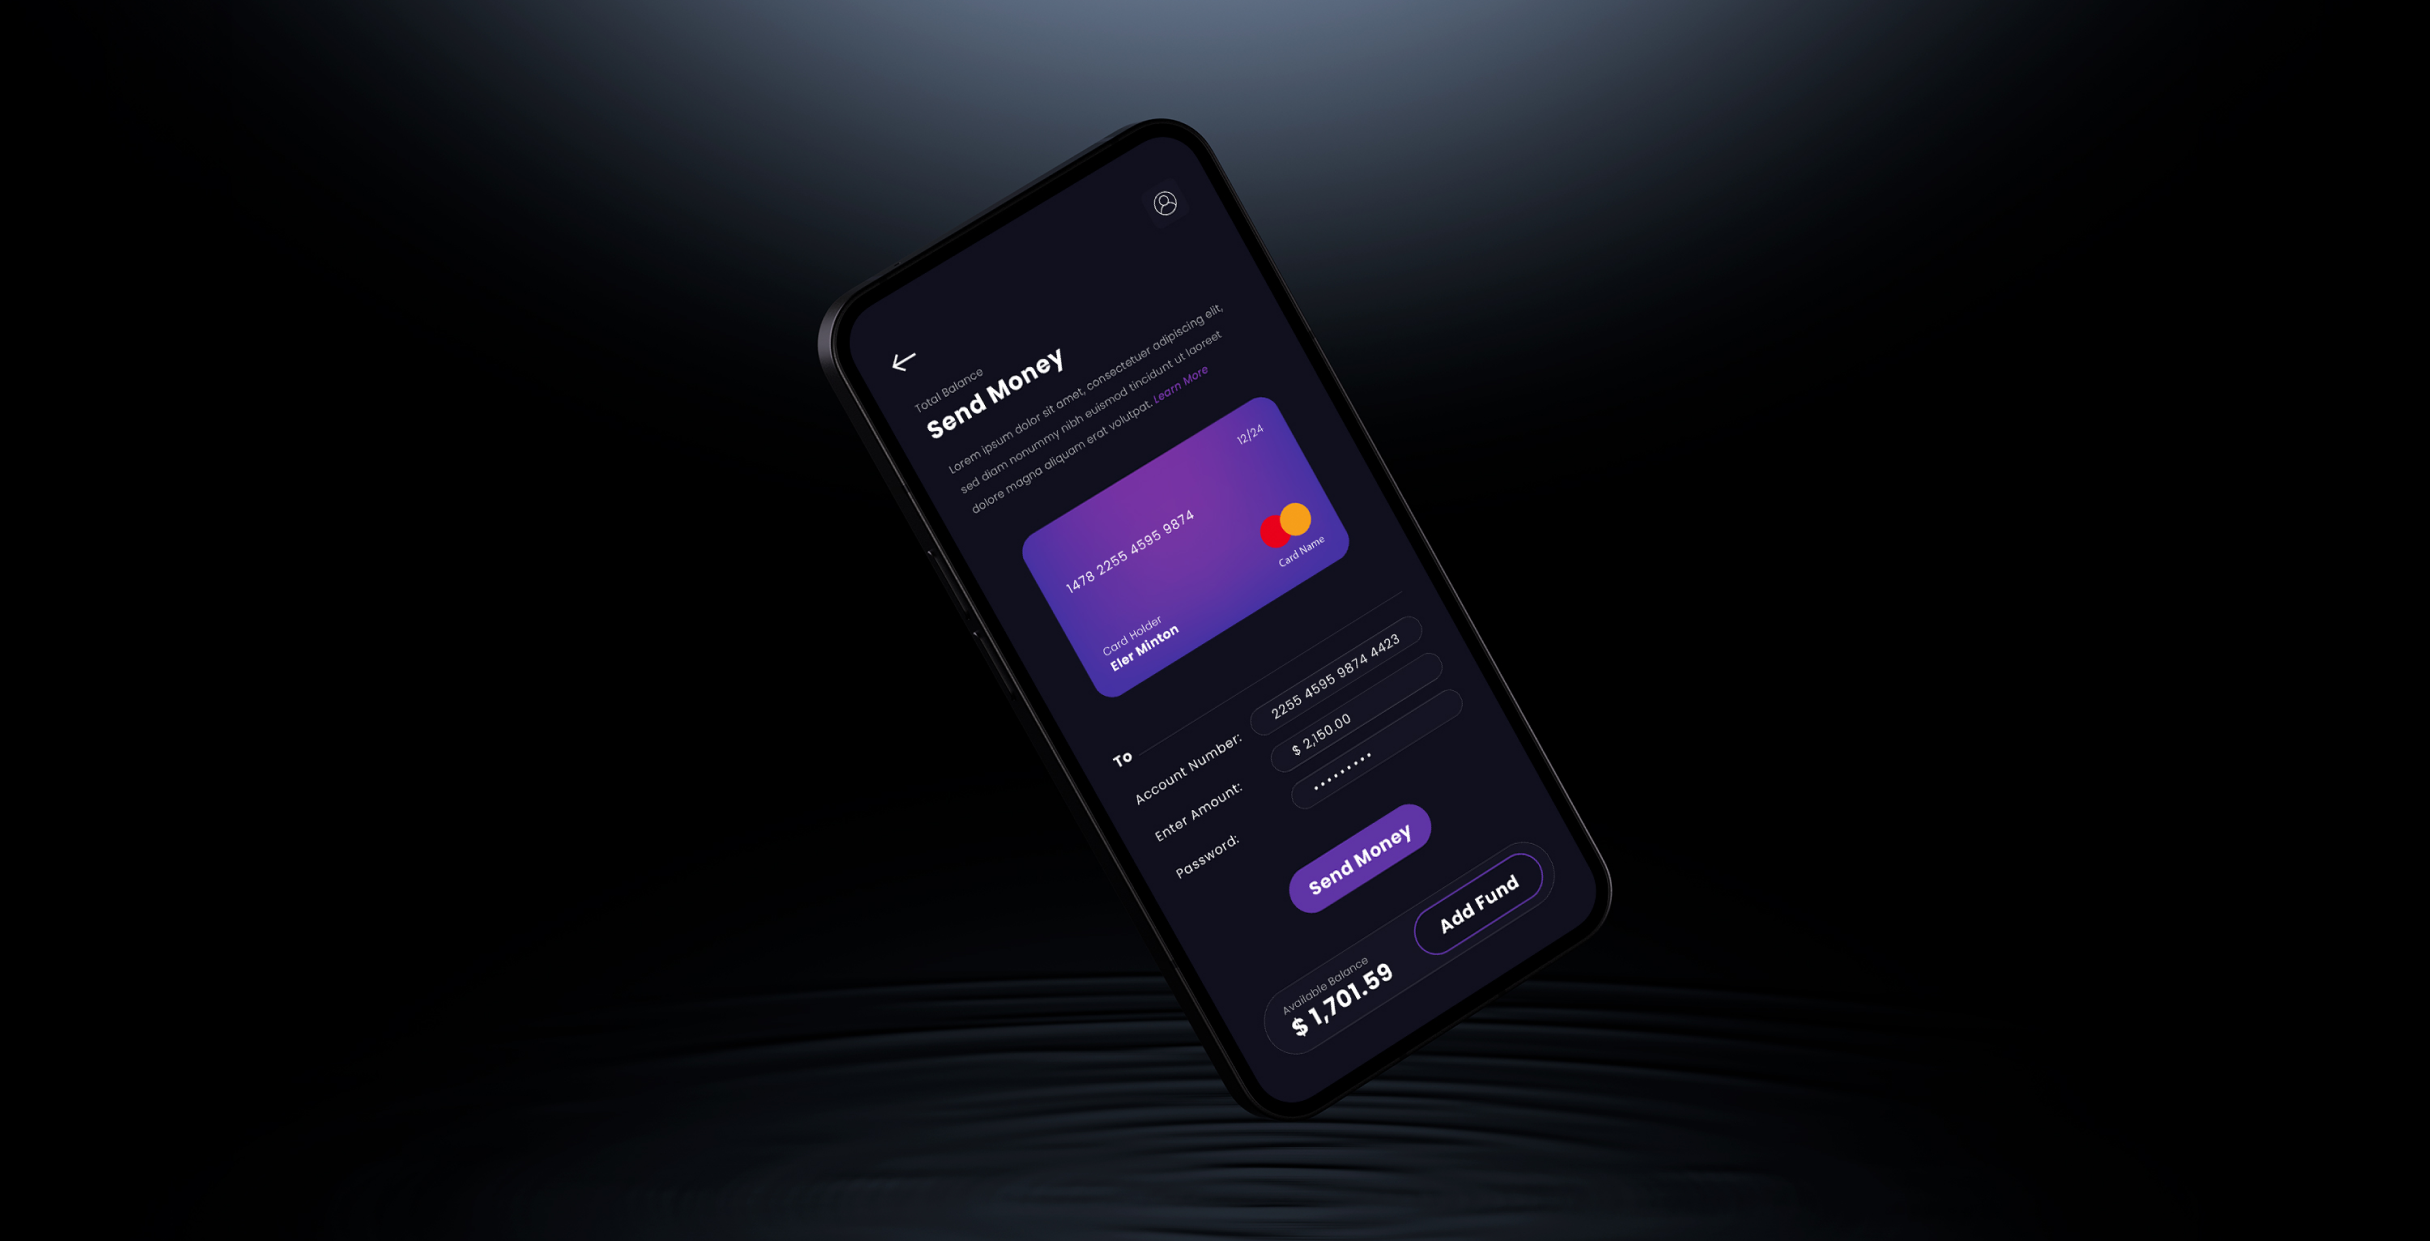 Total Balance
Send Money
Lorem ipsum dolor sit amet, consectetuer adipiscing elit,
sed diam nonummy nibh euismod tincidunt ut laoreet
dolore magna aliquam erat volutpat. Learn More
12/24
1478 2255 4595 9874
Card Name
Card Holder
Eler Minton
To
Account Number: 2255 4595 9874 4423
Enter Amount: $ 2,150.00
Password: •••••••••
Send Money
Available Balance
$ 1,701.59
Add Fund